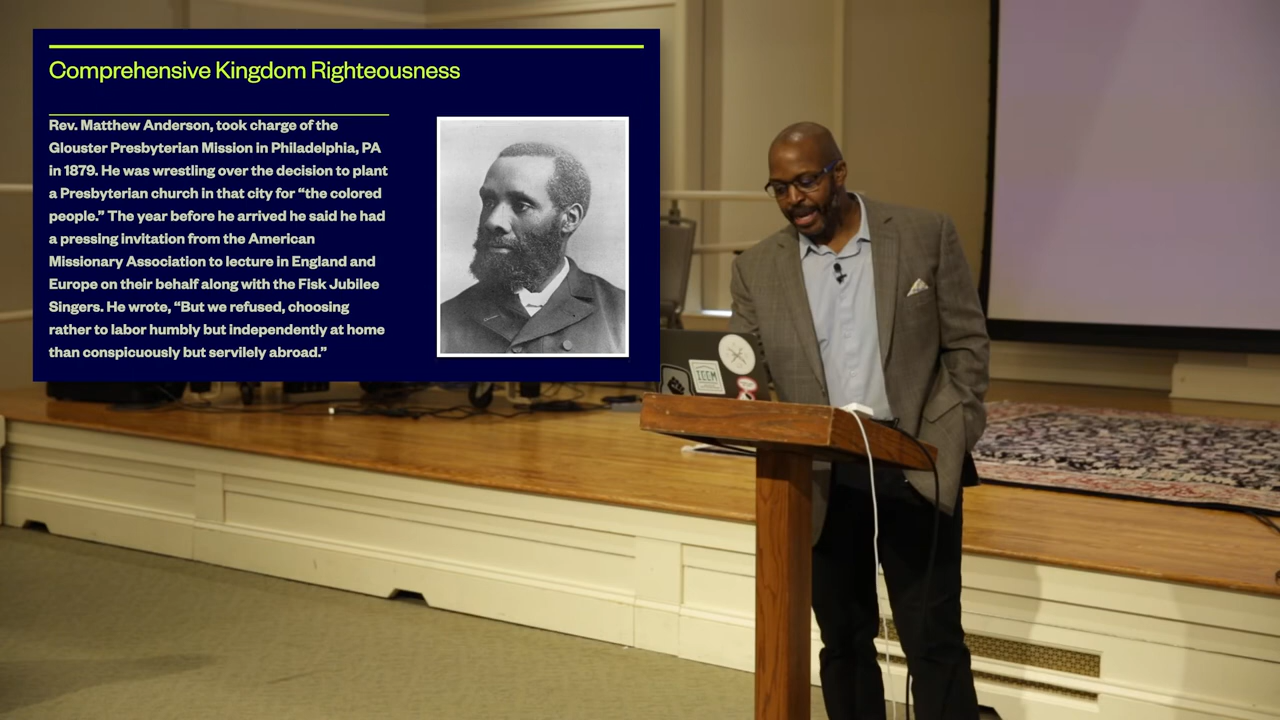 Comprehensive Kingdom Righteousness
Rev. Matthew Anderson, took charge of the
Glouster Presbyterian Mission in Philadelphia, PA
in 1879. He was wrestling over the decision to plant
a Presbyterian church in that city for “the colored
people.” The year before he arrived he said he had
a pressing invitation from the American
Missionary Association to lecture in England and
Europe on their behalf along with the Fisk Jubilee
Singers. He wrote, “But we refused, choosing
rather to labor humbly but independently at home
than conspicuously but servilely abroad.”